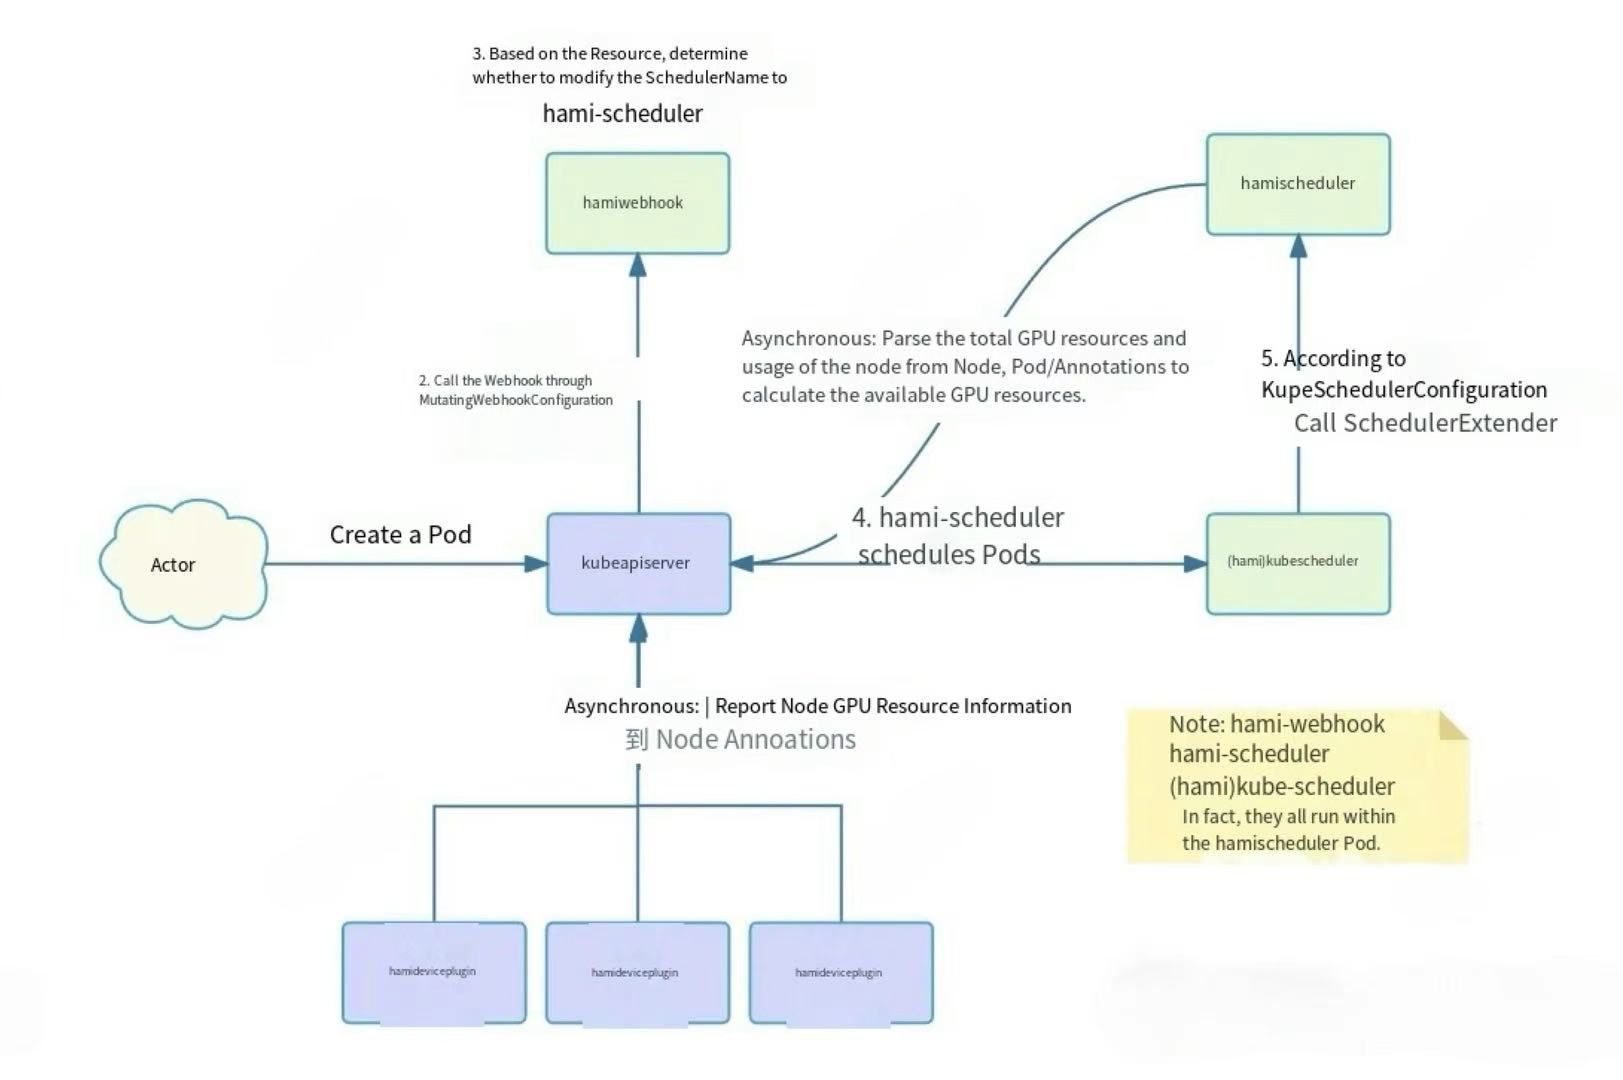 3. Based on the Resource, determine
whether to modify the SchedulerName to
hami-scheduler
hamiwebhook
hamischeduler
2. Call the Webhook through
MutatingWebhookConfiguration
Asynchronous: Parse the total GPU resources and
usage of the node from Node, Pod/Annotations to
calculate the available GPU resources.
5. According to
KupeSchedulerConfiguration
Call SchedulerExtender
Actor
Create a Pod
kubeapiserver
4. hami-scheduler
schedules Pods
(hami)kubescheduler
Asynchronous: | Report Node GPU Resource Information
到 Node Annoations
Note: hami-webhook
hami-scheduler
(hami)kube-scheduler
In fact, they all run within
the hamischeduler Pod.
hamideviceplugin
hamideviceplugin
hamideviceplugin